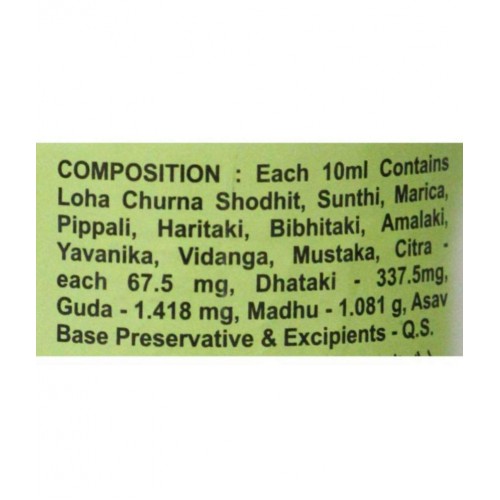 COMPOSITION : Each 10ml Contains
Loha Churna Shodhit, Sunthi, Marica,
Pippali, Haritaki, Bibhitaki, Amalaki,
Yavanika, Vidanga, Mustaka, Citra -
each 67.5 mg, Dhataki - 337.5mg,
Guda - 1.418 mg, Madhu - 1.081 g, Asav
Base Preservative & Excipients - Q.S.